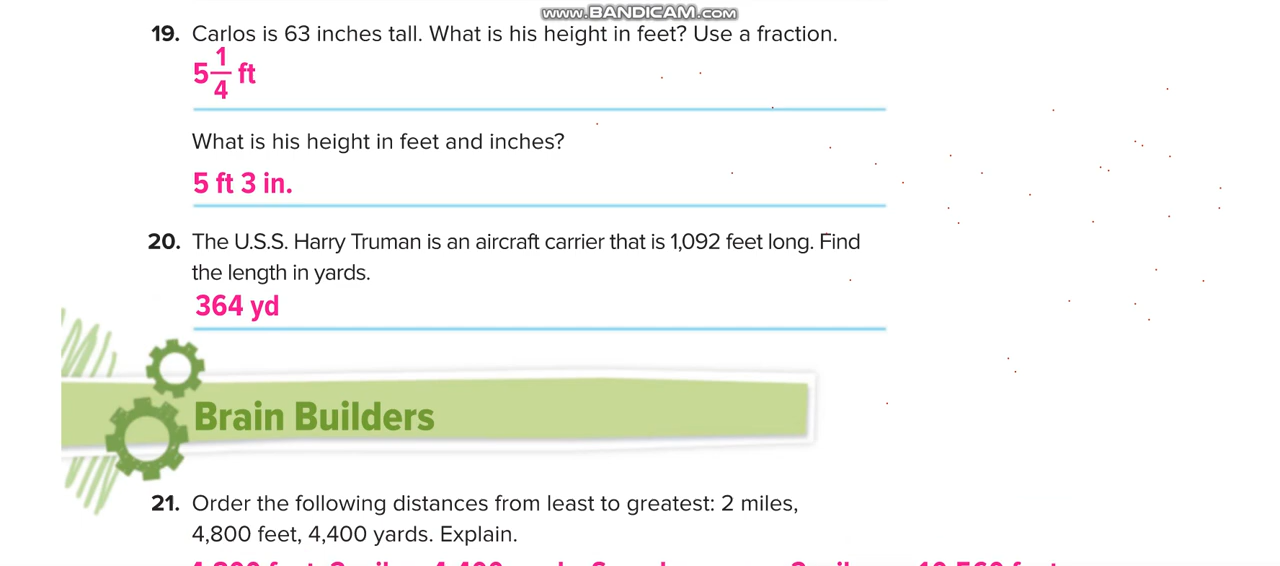 www.BANDICAM.com
19. Carlos is 63 inches tall. What is his height in feet? Use a fraction.
5 1/4 ft
What is his height in feet and inches?
5 ft 3 in.
20. The U.S.S. Harry Truman is an aircraft carrier that is 1,092 feet long. Find
the length in yards.
364 yd
Brain Builders
21. Order the following distances from least to greatest: 2 miles,
4,800 feet, 4,400 yards. Explain.